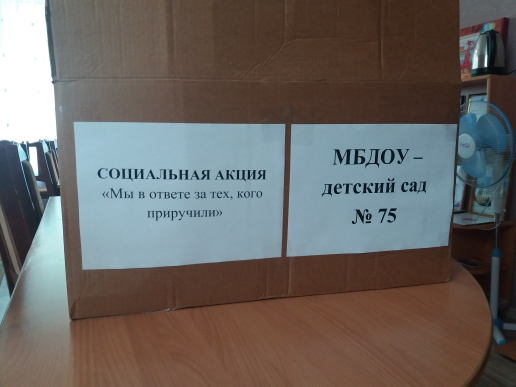 СОЦИАЛЬНАЯ АКЦИЯ
«Мы в ответе за тех, кого
приручили»
МБДОУ –
детский сад
№ 75